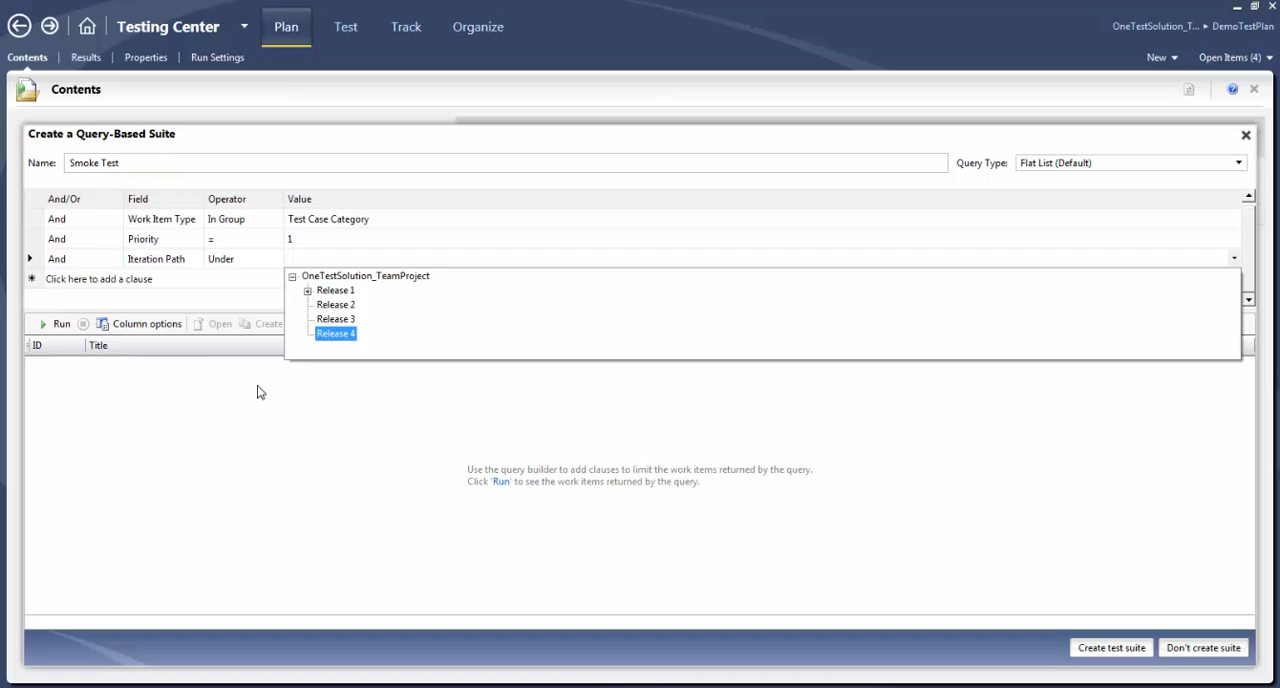 Testing Center
Plan
Test
Track
Organize
OneTestSolution_T... ▸ DemoTestPlan
Contents | Results | Properties | Run Settings
New
Open Items (4)
Contents
Create a Query-Based Suite
Name: Smoke Test
Query Type: Flat List (Default)
And/Or Field Operator Value
And Work Item Type In Group Test Case Category
And Priority = 1
And Iteration Path Under
* Click here to add a clause
OneTestSolution_TeamProject
Release 1
Release 2
Release 3
Release 4
Run Column options Open Create
ID Title
Use the query builder to add clauses to limit the work items returned by the query.
Click 'Run' to see the work items returned by the query.
Create test suite
Don't create suite